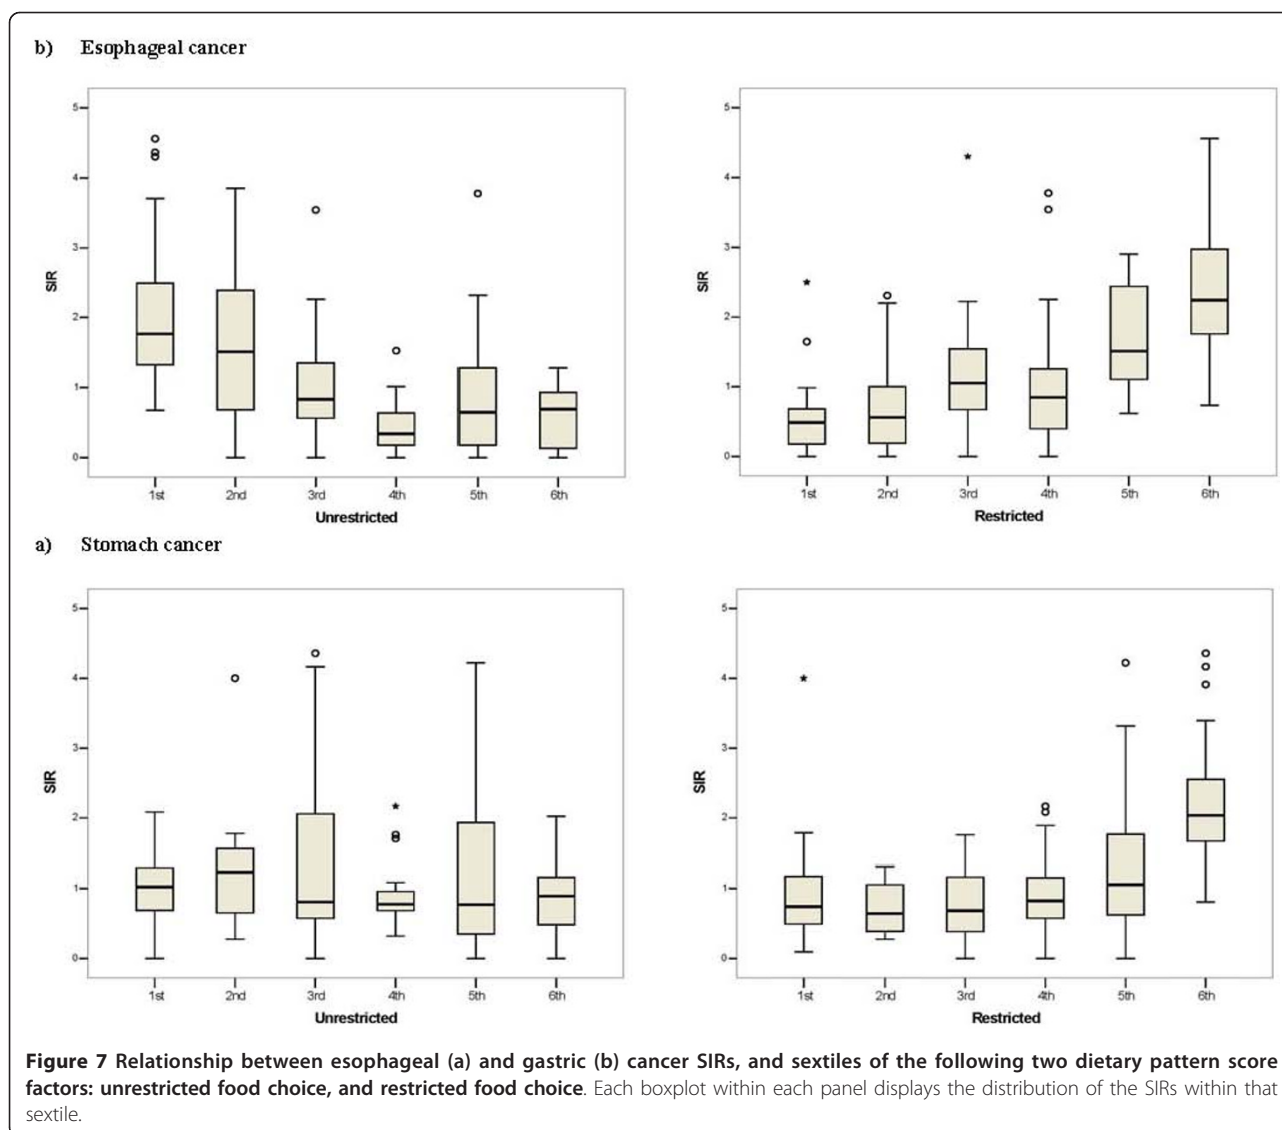 b) Esophageal cancer
5
4
3
2
1
0
SIR
1st 2nd 3rd 4th 5th 6th
Unrestricted
5
4
3
2
1
0
SIR
1st 2nd 3rd 4th 5th 6th
Restricted
a) Stomach cancer
5
4
3
2
1
0
SIR
1st 2nd 3rd 4th 5th 6th
Unrestricted
5
4
3
2
1
0
SIR
1st 2nd 3rd 4th 5th 6th
Restricted
Figure 7 Relationship between esophageal (a) and gastric (b) cancer SIRs, and sextiles of the following two dietary pattern score
factors: unrestricted food choice, and restricted food choice. Each boxplot within each panel displays the distribution of the SIRs within that
sextile.